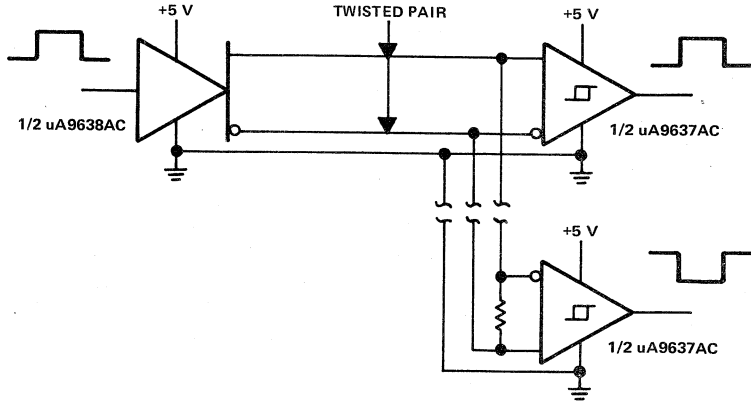 +5 V
TWISTED PAIR
+5 V
1/2 uA9638AC
1/2 uA9637AC
+5 V
1/2 uA9637AC